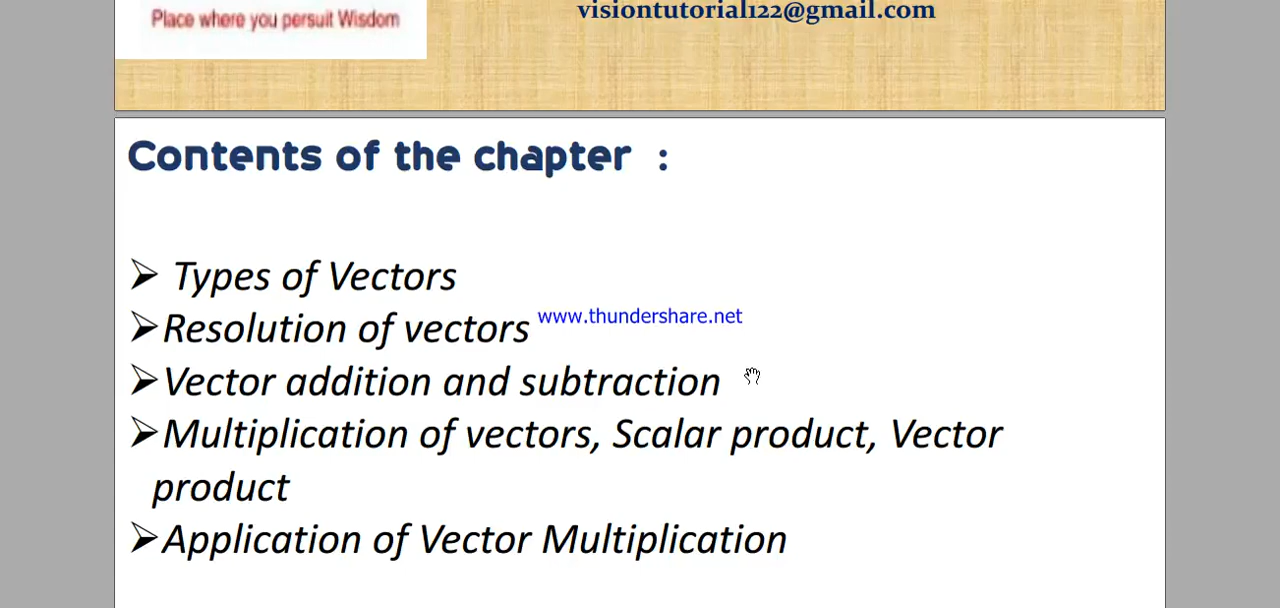 Place where you persuit Wisdom
visiontutorial122@gmail.com
Contents of the chapter :
➢ Types of Vectors
➢Resolution of vectors
www.thundershare.net
➢Vector addition and subtraction
➢Multiplication of vectors, Scalar product, Vector
product
➢Application of Vector Multiplication